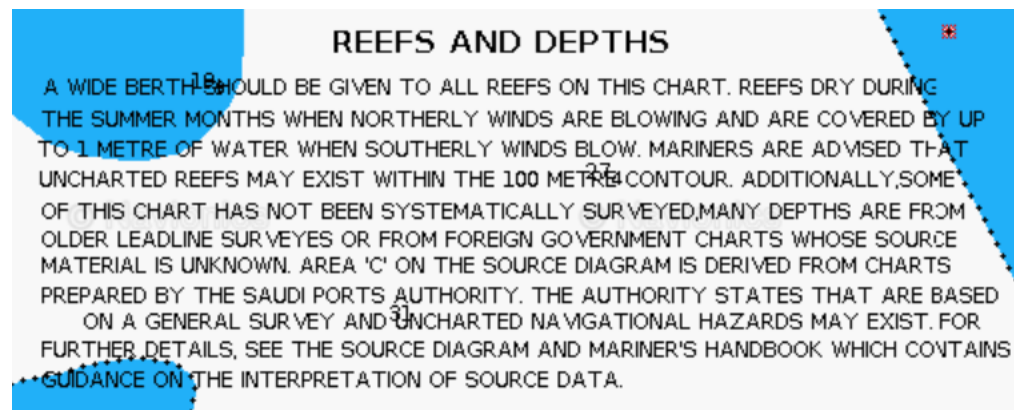 REEFS AND DEPTHS
A WIDE BERTH SHOULD BE GIVEN TO ALL REEFS ON THIS CHART. REEFS DRY DURING
THE SUMMER MONTHS WHEN NORTHERLY WINDS ARE BLOWING AND ARE COVERED BY UP
TO 1 METRE OF WATER WHEN SOUTHERLY WINDS BLOW. MARINERS ARE ADVISED THAT
UNCHARTED REEFS MAY EXIST WITHIN THE 100 METRE CONTOUR. ADDITIONALLY,SOME
OF THIS CHART HAS NOT BEEN SYSTEMATICALLY SURVEYED,MANY DEPTHS ARE FROM
OLDER LEADLINE SURVEYES OR FROM FOREIGN GOVERNMENT CHARTS WHOSE SOURCE
MATERIAL IS UNKNOWN. AREA 'C' ON THE SOURCE DIAGRAM IS DERIVED FROM CHARTS
PREPARED BY THE SAUDI PORTS AUTHORITY. THE AUTHORITY STATES THAT ARE BASED
ON A GENERAL SURVEY AND UNCHARTED NAVIGATIONAL HAZARDS MAY EXIST. FOR
FURTHER DETAILS, SEE THE SOURCE DIAGRAM AND MARINER'S HANDBOOK WHICH CONTAINS
GUIDANCE ON THE INTERPRETATION OF SOURCE DATA.
31